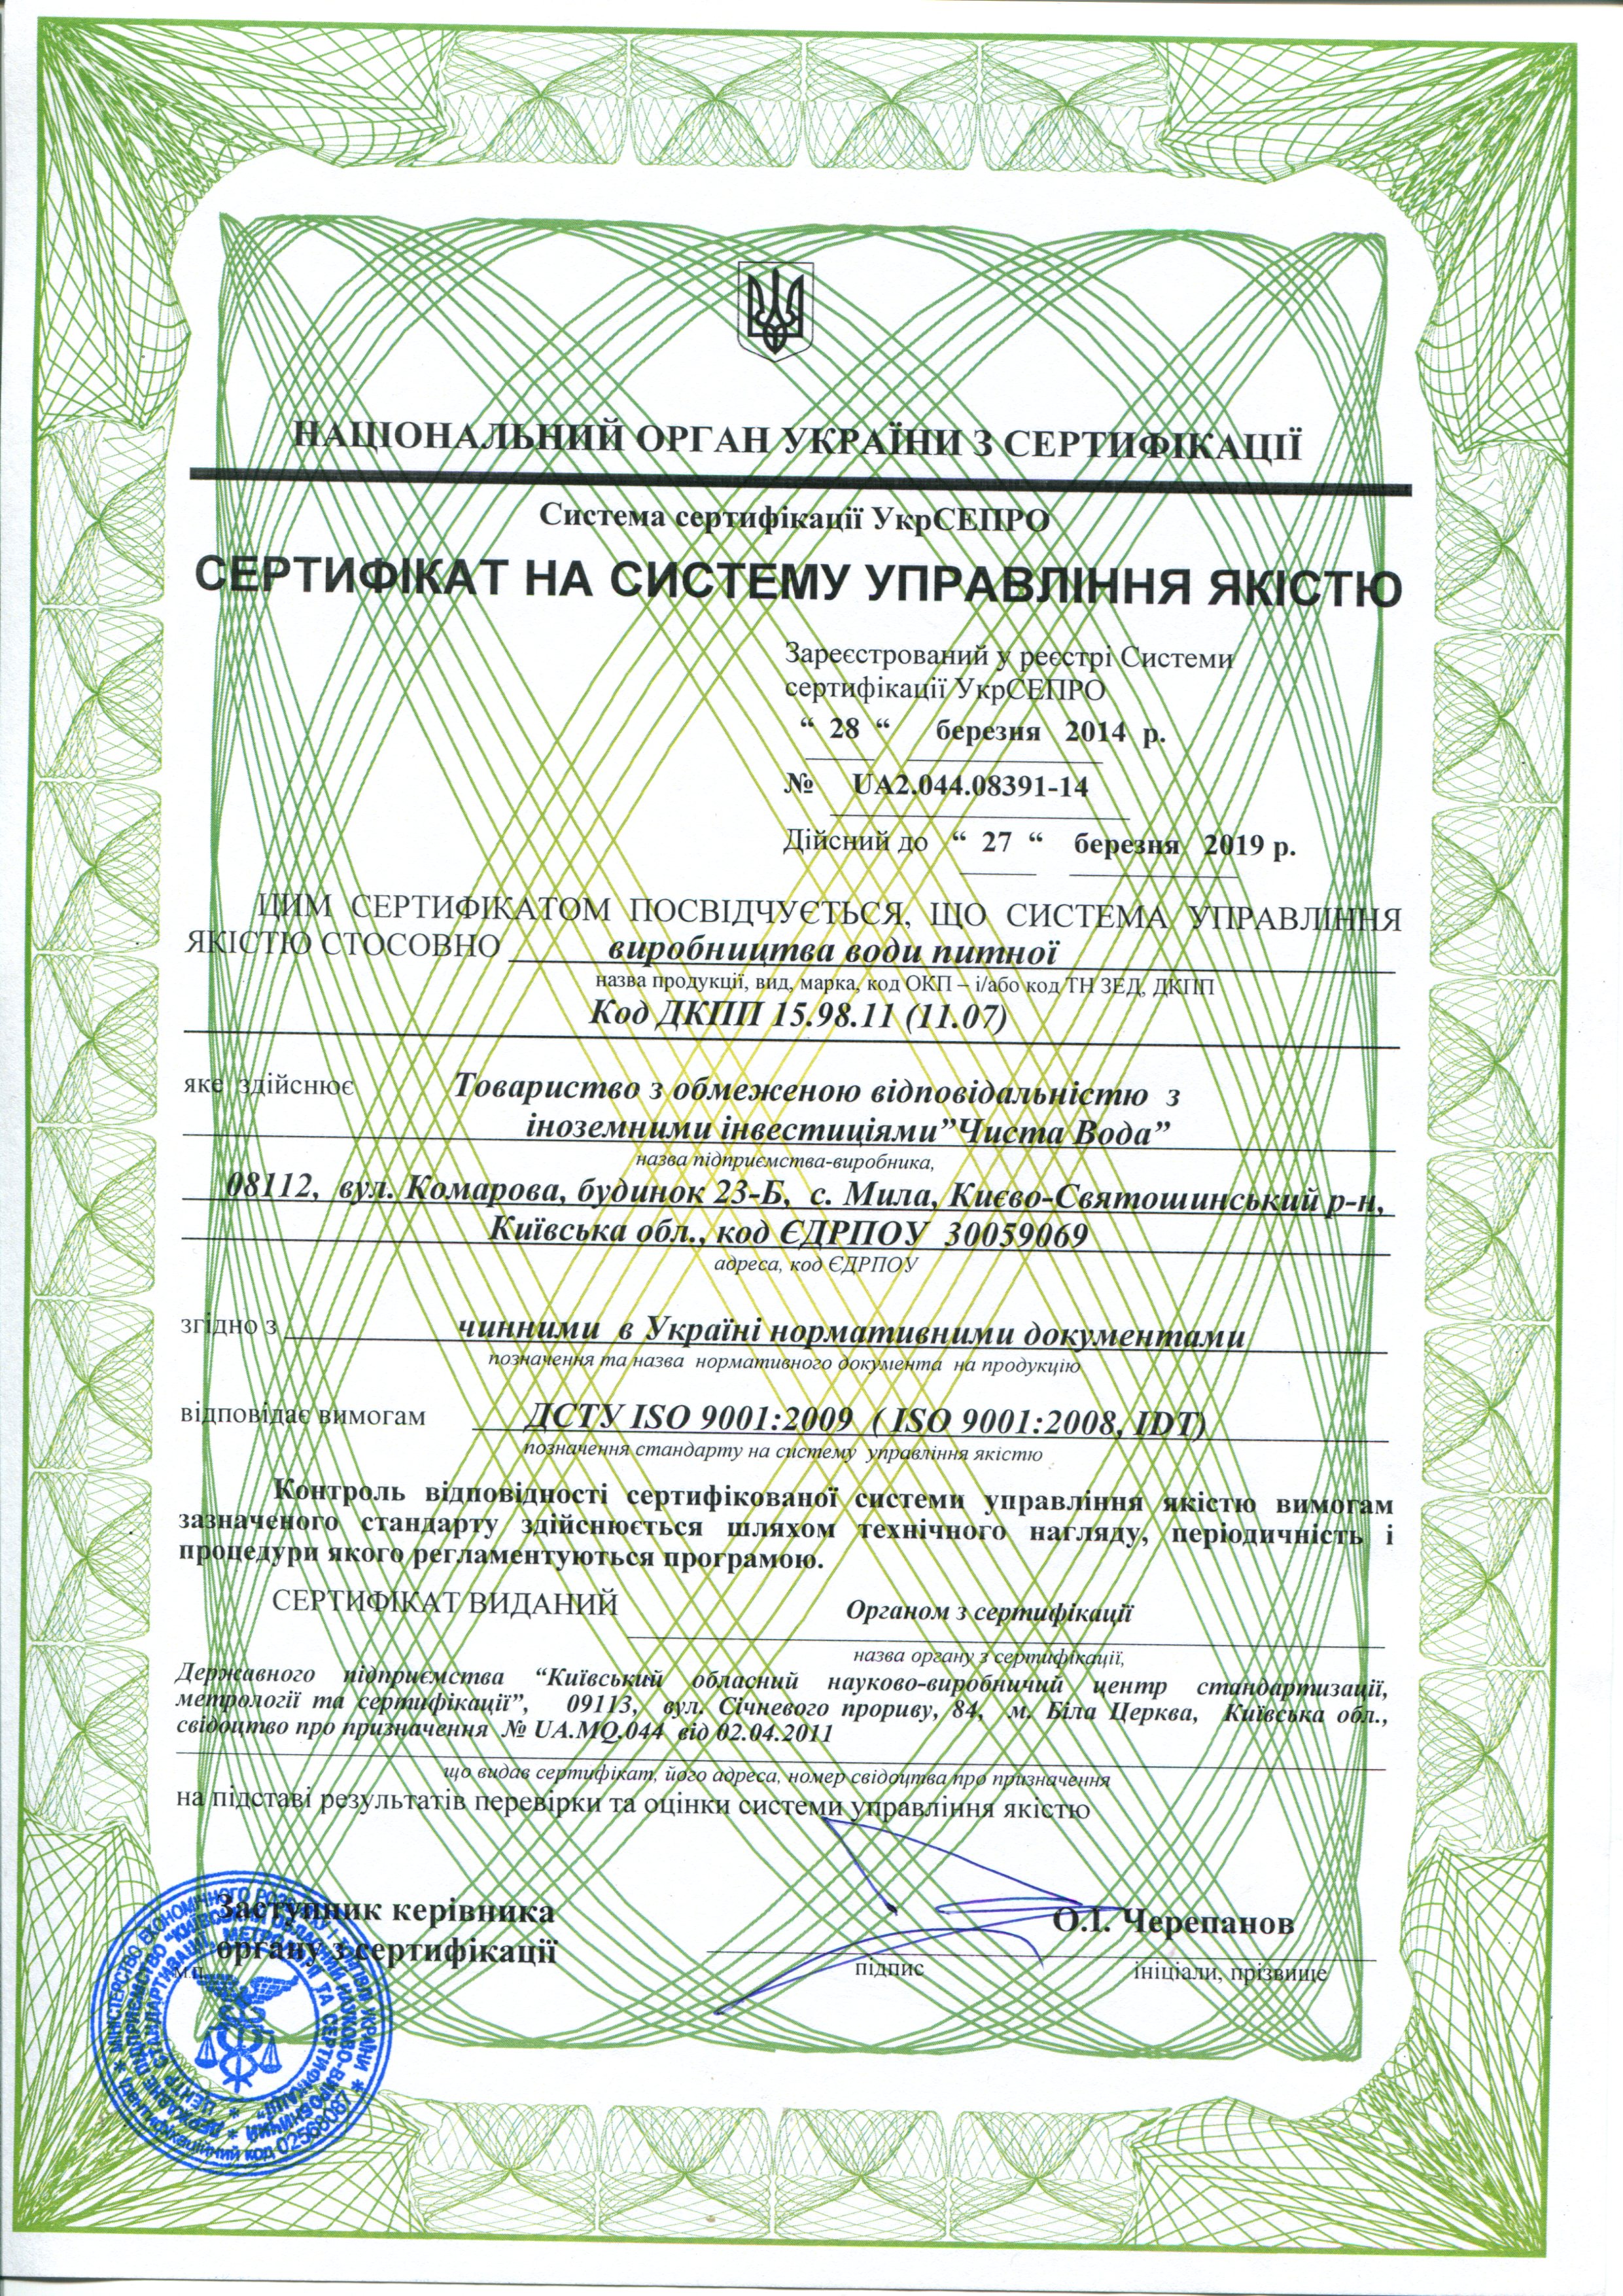 НАЦІОНАЛЬНИЙ ОРГАН УКРАЇНИ З СЕРТИФІКАЦІЇ
Система сертифікації УкрСЕПРО
СЕРТИФІКАТ НА СИСТЕМУ УПРАВЛІННЯ ЯКІСТЮ
Зареєстрований у реєстрі Системи
сертифікації УкрСЕПРО
“ 28 “ березня 2014 р.
№ UA2.044.08391-14
Дійсний до “ 27 “ березня 2019 р.
ЦИМ СЕРТИФІКАТОМ ПОСВІДЧУЄТЬСЯ, ЩО СИСТЕМА УПРАВЛІННЯ
ЯКІСТЮ СТОСОВНО виробництва води питної
назва продукції, вид, марка, код ОКП – і/або код ТН ЗЕД, ДКПП
Код ДКПП 15.98.11 (11.07)
яке здійснює Товариство з обмеженою відповідальністю з
іноземними інвестиціями”Чиста Вода”
назва підприємства-виробника,
08112, вул. Комарова, будинок 23-Б, с. Мила, Києво-Святошинський р-н,
Київська обл., код ЄДРПОУ 30059069
адреса, код ЄДРПОУ
згідно з чинними в Україні нормативними документами
позначення та назва нормативного документа на продукцію
відповідає вимогам ДСТУ ISO 9001:2009 ( ISO 9001:2008, IDT)
позначення стандарту на систему управління якістю
Контроль відповідності сертифікованої системи управління якістю вимогам
зазначеного стандарту здійснюється шляхом технічного нагляду, періодичність і
процедури якого регламентуються програмою.
СЕРТИФІКАТ ВИДАНИЙ Органом з сертифікації
назва органу з сертифікації,
Державного підприємства “Київський обласний науково-виробничий центр стандартизації,
метрології та сертифікації”, 09113, вул. Січневого прориву, 84, м. Біла Церква, Київська обл.,
свідоцтво про призначення № UA.MQ.044 від 02.04.2011
що видав сертифікат, його адреса, номер свідоцтва про призначення
на підставі результатів перевірки та оцінки системи управління якістю
Заступник керівника
органу з сертифікації
О.І. Черепанов
М.П.
підпис
ініціали, прізвище
* МІНІСТЕРСТВО ЕКОНОМІЧНОГО РОЗВИТКУ І ТОРГІВЛІ УКРАЇНИ *
Ідентифікаційний код 02568087
* ДЕРЖАВНЕ ПІДПРИЄМСТВО "КИЇВСЬКИЙ ОБЛАСНИЙ НАУКОВО-ВИРОБНИЧИЙ
ЦЕНТР СТАНДАРТИЗАЦІЇ, МЕТРОЛОГІЇ ТА СЕРТИФІКАЦІЇ" *